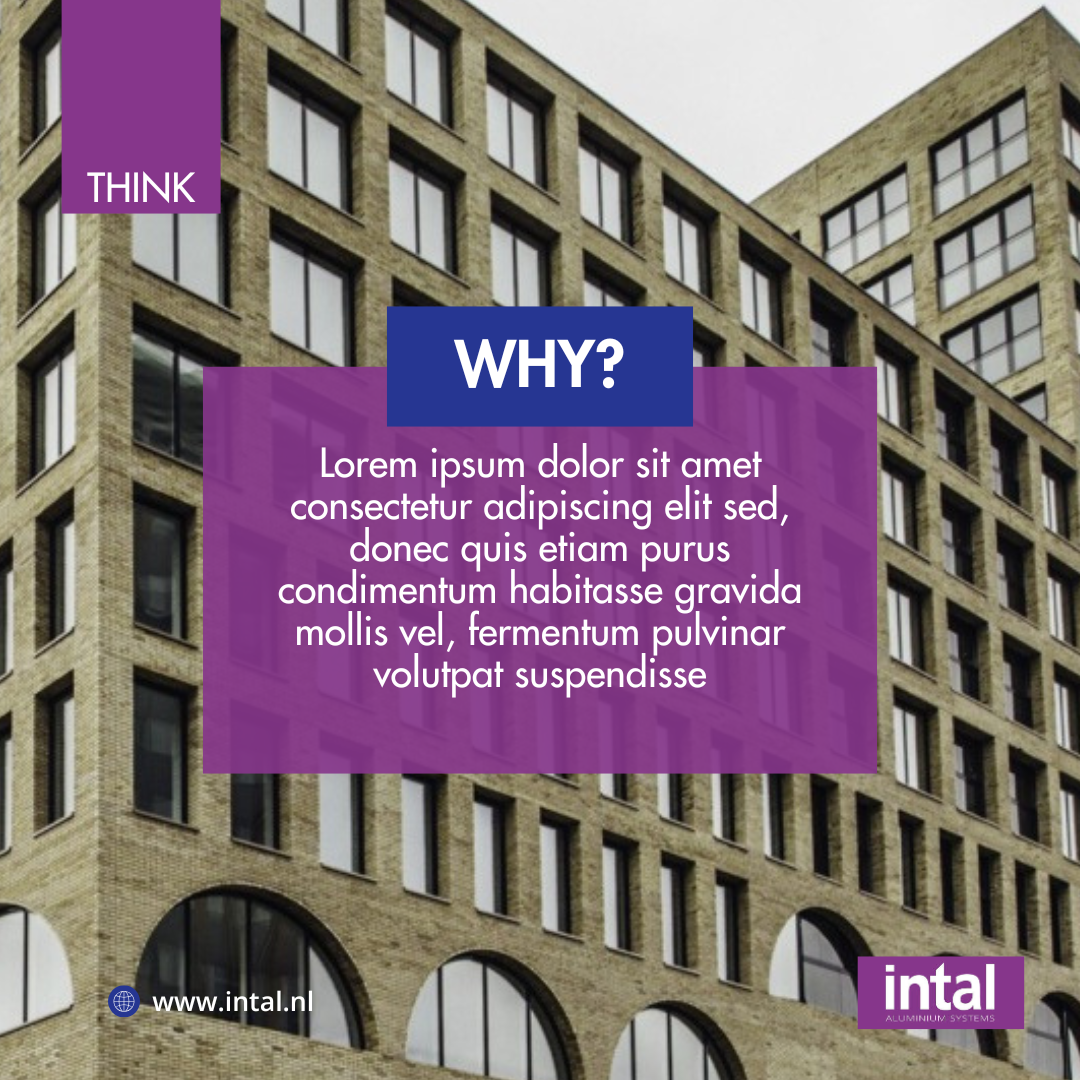 THINK
WHY?
Lorem ipsum dolor sit amet
consectetur adipiscing elit sed,
donec quis etiam purus
condimentum habitasse gravida
mollis vel, fermentum pulvinar
volutpat suspendisse
www.intal.nl
intal
ALUMINIUM SYSTEMS